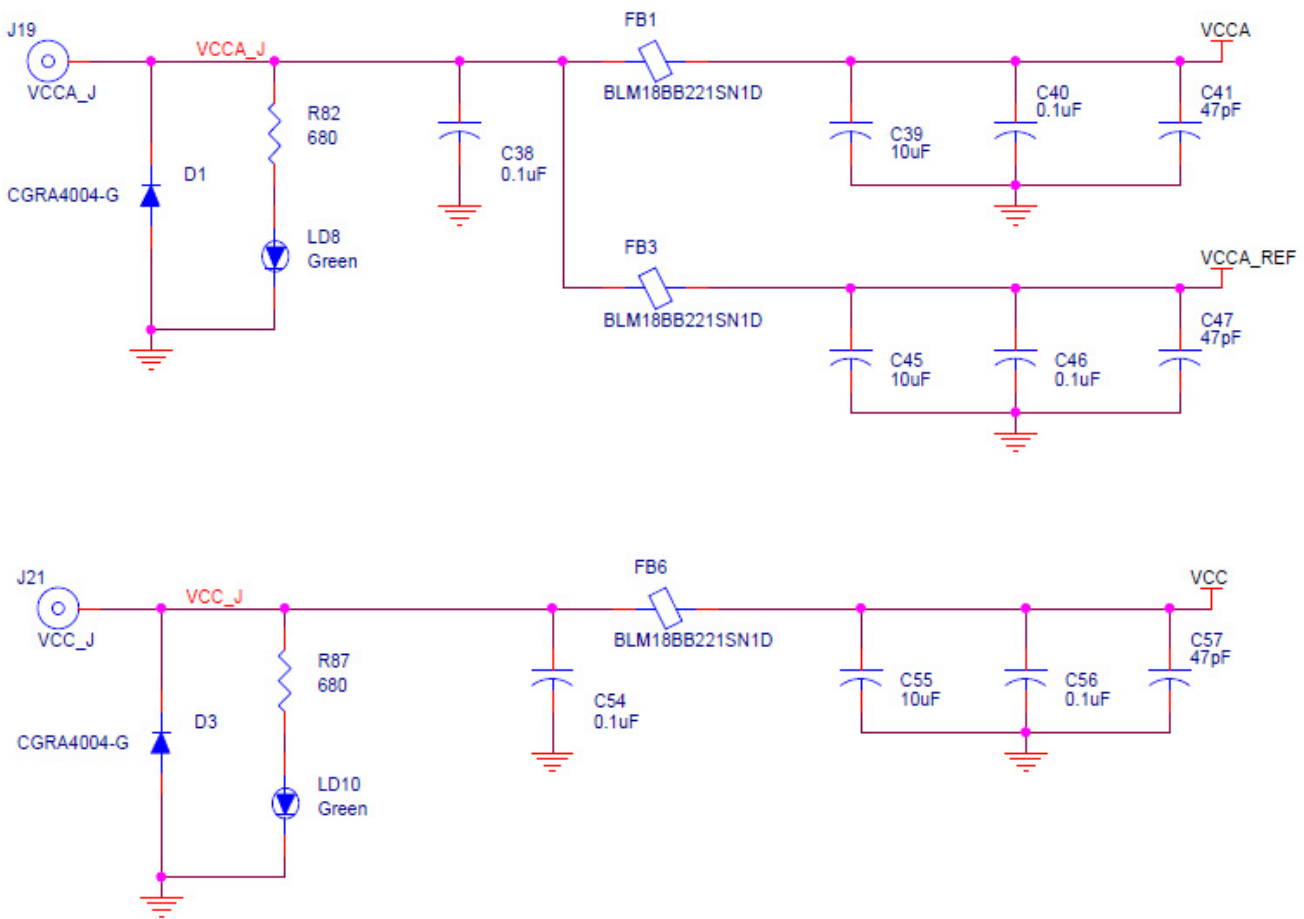 J19
VCCA_J
VCCA_J
R82
680
D1
CGRA4004-G
LD8
Green
C38
0.1uF
FB1
BLM18BB221SN1D
C39
10uF
C40
0.1uF
VCCA
C41
47pF
FB3
BLM18BB221SN1D
C45
10uF
C46
0.1uF
VCCA_REF
C47
47pF
J21
VCC_J
VCC_J
R87
680
D3
CGRA4004-G
LD10
Green
C54
0.1uF
FB6
BLM18BB221SN1D
C55
10uF
C56
0.1uF
VCC
C57
47pF